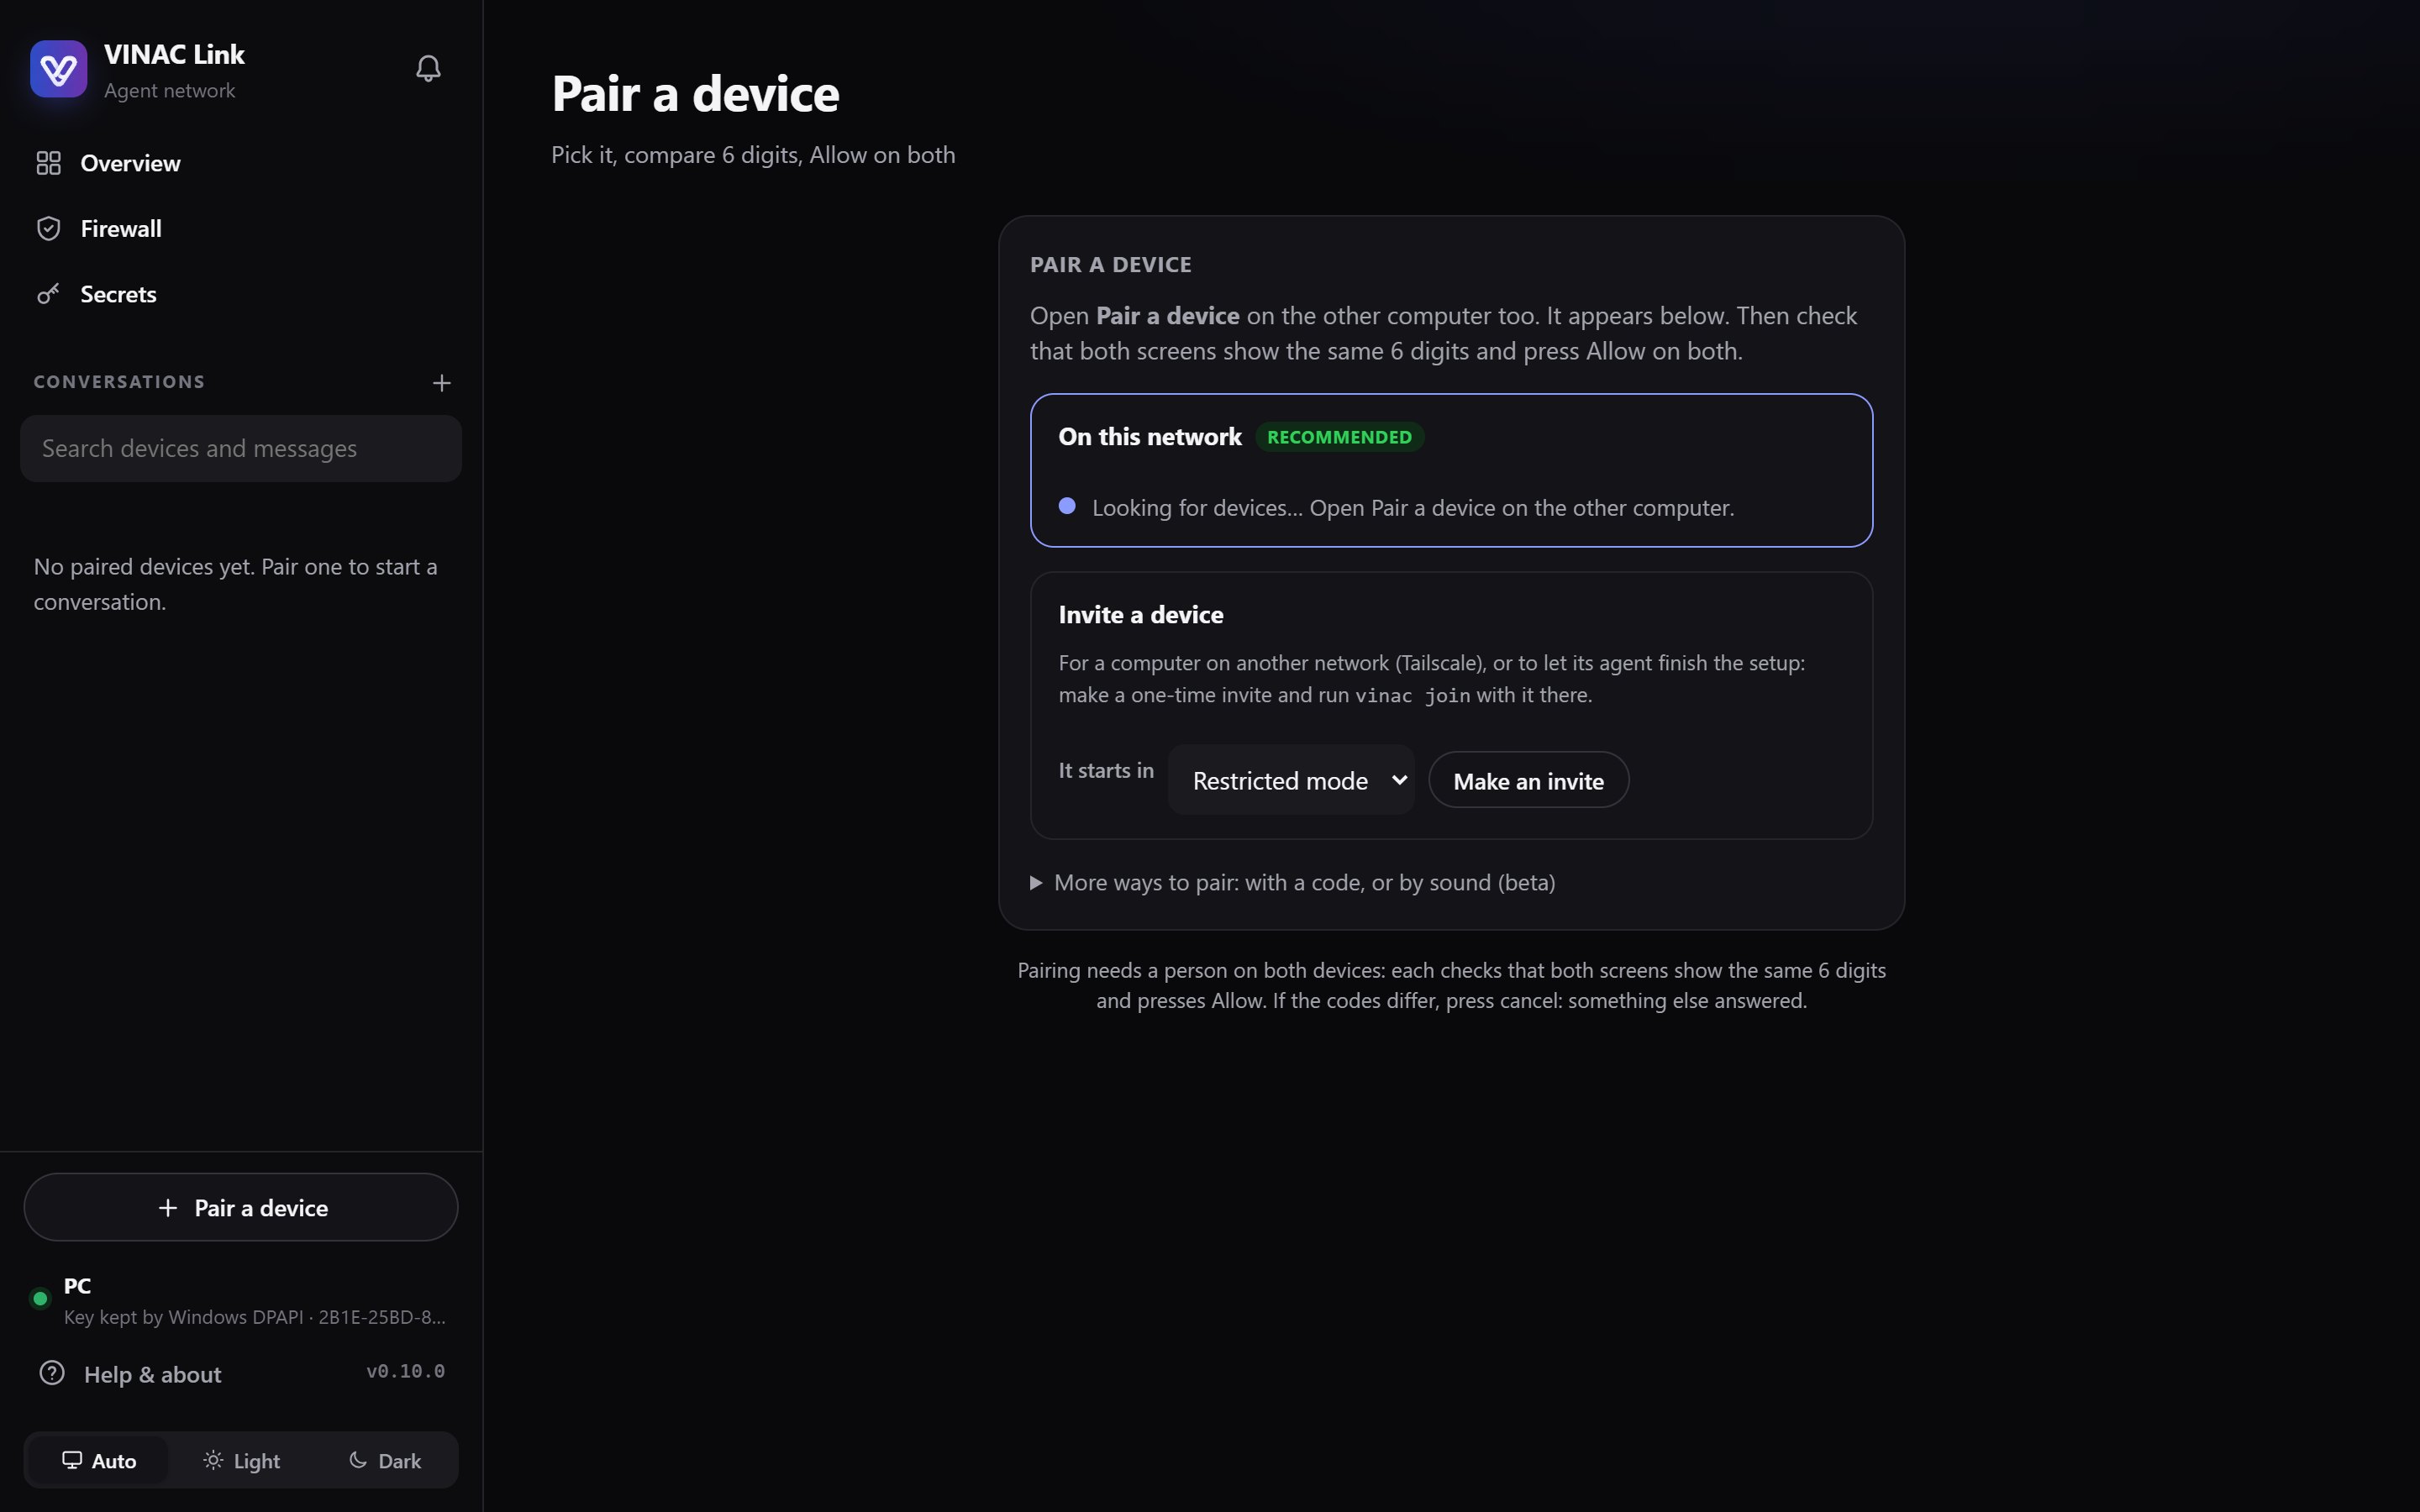 VINAC Link
Agent network
Overview
Firewall
Secrets
CONVERSATIONS
Search devices and messages
No paired devices yet. Pair one to start a
conversation.
Pair a device
PC
Key kept by Windows DPAPI · 2B1E-25BD-8...
Help & about
v0.10.0
Auto
Light
Dark
Pair a device
Pick it, compare 6 digits, Allow on both
PAIR A DEVICE
Open Pair a device on the other computer too. It appears below. Then check
that both screens show the same 6 digits and press Allow on both.
On this network
RECOMMENDED
Looking for devices... Open Pair a device on the other computer.
Invite a device
For a computer on another network (Tailscale), or to let its agent finish the setup:
make a one-time invite and run vinac join with it there.
It starts in
Restricted mode
Make an invite
More ways to pair: with a code, or by sound (beta)
Pairing needs a person on both devices: each checks that both screens show the same 6 digits
and presses Allow. If the codes differ, press cancel: something else answered.